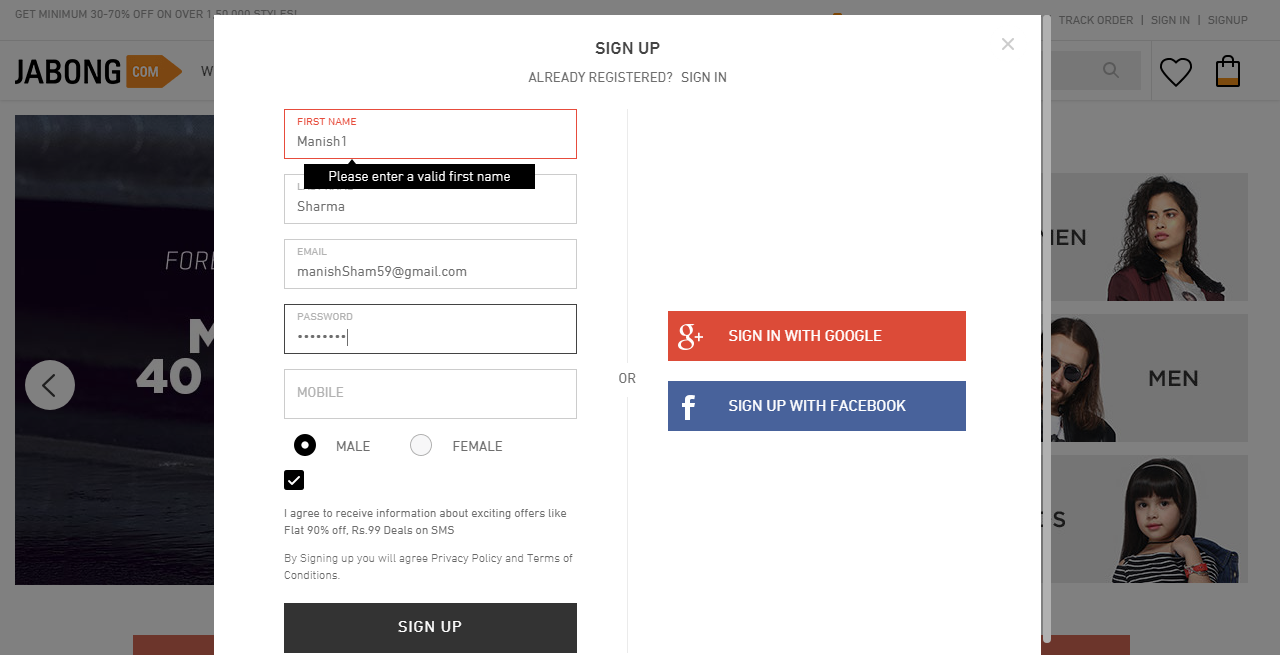 GET MINIMUM 30-70% OFF ON OVER 1,50,000 STYLES!
TRACK ORDER | SIGN IN | SIGNUP
JABONG COM
SIGN UP
ALREADY REGISTERED? SIGN IN
FIRST NAME
Manish1
Please enter a valid first name
Sharma
EMAIL
manishSham59@gmail.com
PASSWORD
••••••••
MOBILE
MALE
FEMALE
I agree to receive information about exciting offers like
Flat 90% off, Rs.99 Deals on SMS
By Signing up you will agree Privacy Policy and Terms of
Conditions.
SIGN UP
OR
SIGN IN WITH GOOGLE
SIGN UP WITH FACEBOOK
40
MEN